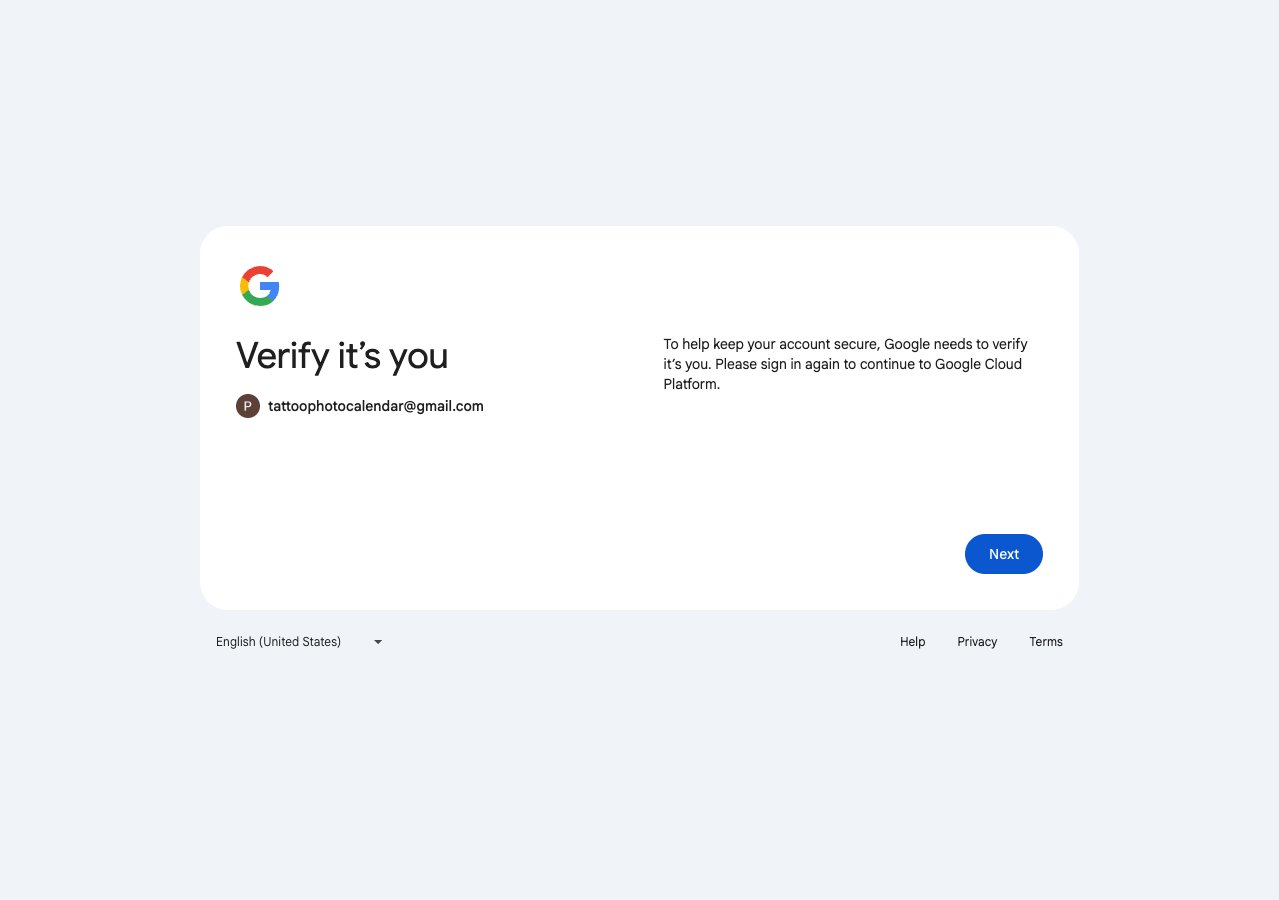 Verify it’s you
P tattoophotocalendar@gmail.com
To help keep your account secure, Google needs to verify
it’s you. Please sign in again to continue to Google Cloud
Platform.
Next
English (United States)
Help Privacy Terms